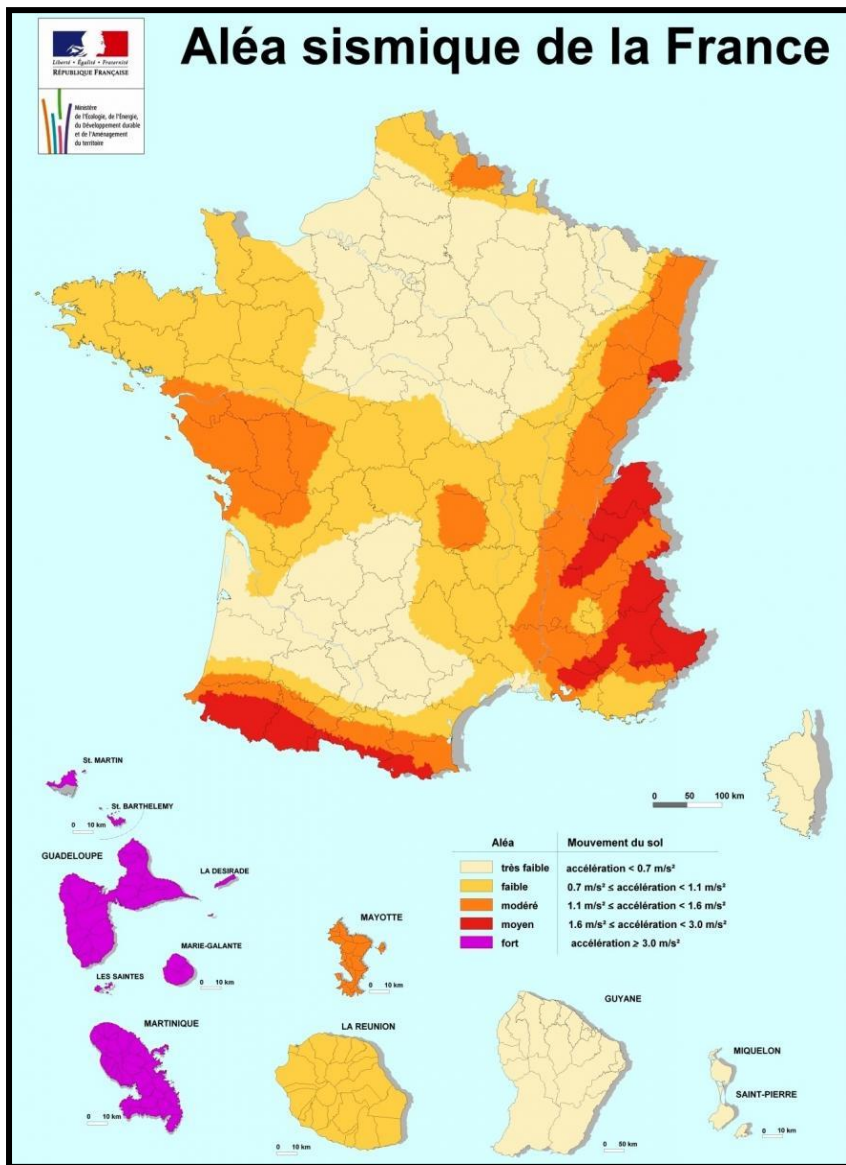 Aléa sismique de la France
Liberté • Égalité • Fraternité
RÉPUBLIQUE FRANÇAISE
Ministère
de l'Écologie, de l'Énergie,
du Développement durable
et de l'Aménagement
du territoire
0 50 100 km
Aléa Mouvement du sol
très faible accélération < 0.7 m/s²
faible 0.7 m/s² ≤ accélération < 1.1 m/s²
modéré 1.1 m/s² ≤ accélération < 1.6 m/s²
moyen 1.6 m/s² ≤ accélération < 3.0 m/s²
fort accélération ≥ 3.0 m/s²
St. MARTIN
St. BARTHELEMY
0 10 km
GUADELOUPE
LA DESIRADE
MARIE-GALANTE
0 10 km
LES SAINTES
MARTINIQUE
0 10 km
MAYOTTE
0 10 km
LA REUNION
0 10 km
GUYANE
0 50 km
MIQUELON
SAINT-PIERRE
0 10 km